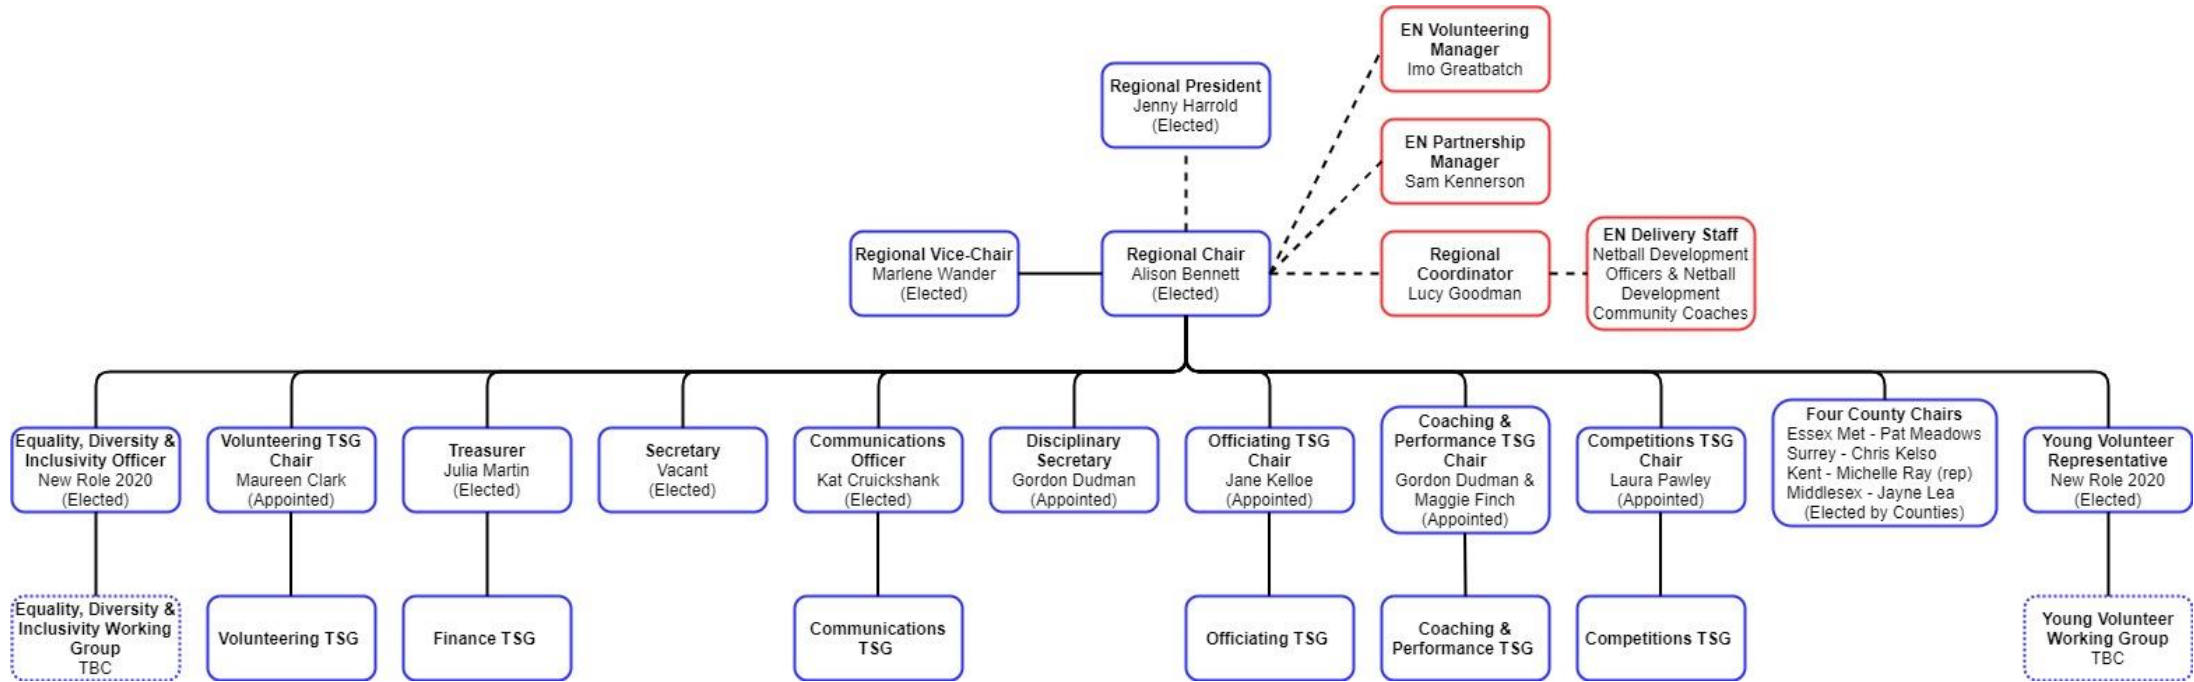 EN Volunteering
Manager
Imo Greatbatch
Regional President
Jenny Harrold
(Elected)
EN Partnership
Manager
Sam Kennerson
Regional Vice-Chair
Marlene Wander
(Elected)
Regional Chair
Alison Bennett
(Elected)
Regional
Coordinator
Lucy Goodman
EN Delivery Staff
Netball Development
Officers & Netball
Development
Community Coaches
Equality, Diversity &
Inclusivity Officer
New Role 2020
(Elected)
Volunteering TSG
Chair
Maureen Clark
(Appointed)
Treasurer
Julia Martin
(Elected)
Secretary
Vacant
(Elected)
Communications
Officer
Kat Cruickshank
(Elected)
Disciplinary
Secretary
Gordon Dudman
(Appointed)
Officiating TSG
Chair
Jane Kelloe
(Appointed)
Coaching &
Performance TSG
Chair
Gordon Dudman &
Maggie Finch
(Appointed)
Competitions TSG
Chair
Laura Pawley
(Appointed)
Four County Chairs
Essex Met - Pat Meadows
Surrey - Chris Kelso
Kent - Michelle Ray (rep)
Middlesex - Jayne Lea
(Elected by Counties)
Young Volunteer
Representative
New Role 2020
(Elected)
Equality, Diversity &
Inclusivity Working
Group
TBC
Volunteering TSG
Finance TSG
Communications
TSG
Officiating TSG
Coaching &
Performance TSG
Competitions TSG
Young Volunteer
Working Group
TBC